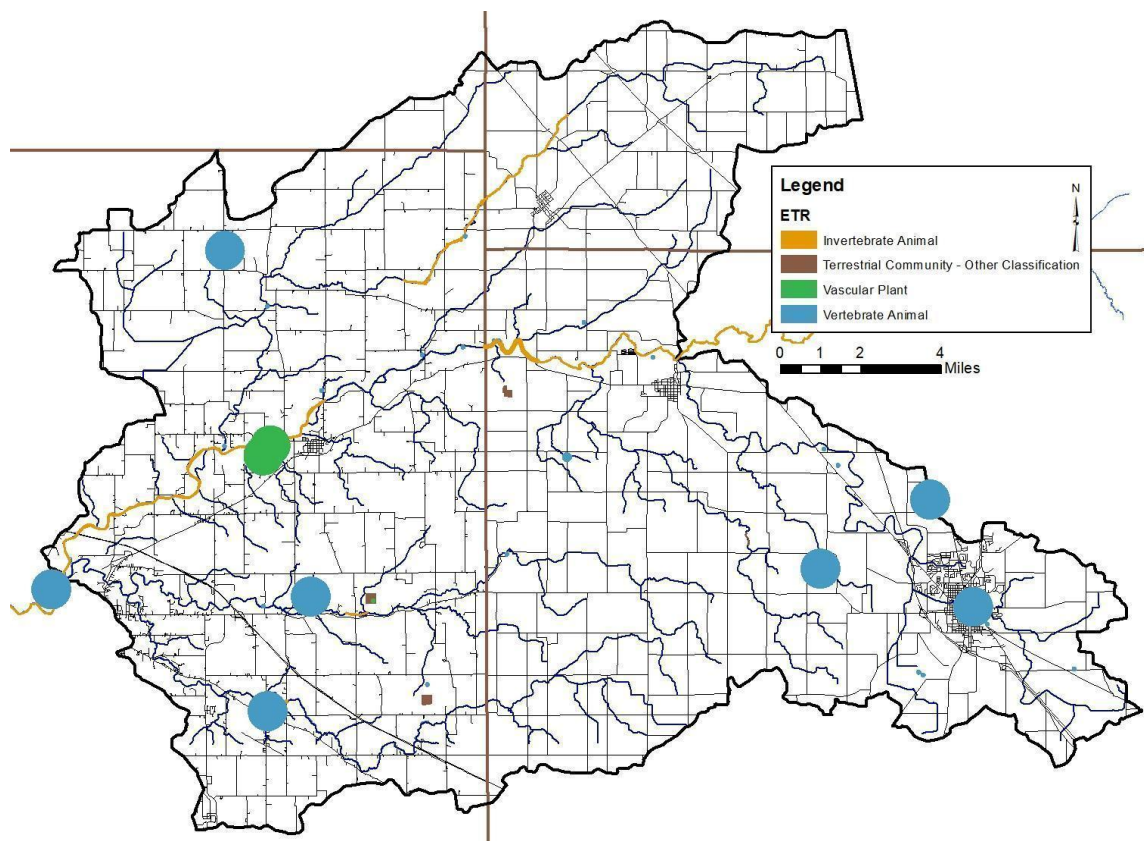 Legend
N
ETR
Invertebrate Animal
Terrestrial Community - Other Classification
Vascular Plant
Vertebrate Animal
0 1 2 4
Miles